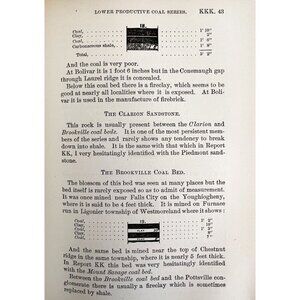 LOWER PRODUCTIVE COAL SERIES. KKK. 43
18.
Coal, 1' 10"
Clay, 2"
Coal, 0"
Carbonaceous shale, 1' 8"
Total, 5' 2"
And the coal is very poor.
At Bolivar it is 1 foot 6 inches but in the Conemaugh gap
through Laurel ridge it is concealed.
Below this coal bed there is a fireclay, which seems to be
good at nearly all localities where it is exposed. At Boli-
var it is used in the manufacture of firebrick.
THE CLARION SANDSTONE.
This rock is usually present between the Clarion and
Brookville coal beds. It is one of the most persistent mem-
bers of the series and rarely shows any tendency to break
down into shale. It is the same with that which in Report
KK, I very hesitatingly identified with the Piedmont sand-
stone.
THE BROOKVILLE COAL BED.
The blossom of this bed was seen at many places but the
bed itself is rarely exposed so as to admit of measurement.
It was once mined near Falls City on the Youghiogheny,
where it is said to be 4 feet thick. It is mined on Furnace
run in Ligonier township of Westmoreland where it shows:
19.
Coal,
Clay,
Coal,
Clay,
Coal,
And the same bed is mined near the top of Chestnut
ridge in the same township, where it is nearly 5 feet thick.
In Report KK this bed was very hesitatingly identified
with the Mount Savage coal bed.
Between the Brookville coal bed and the Pottsville con-
glomerate there is usually a fireclay which is sometimes
replaced by shale.